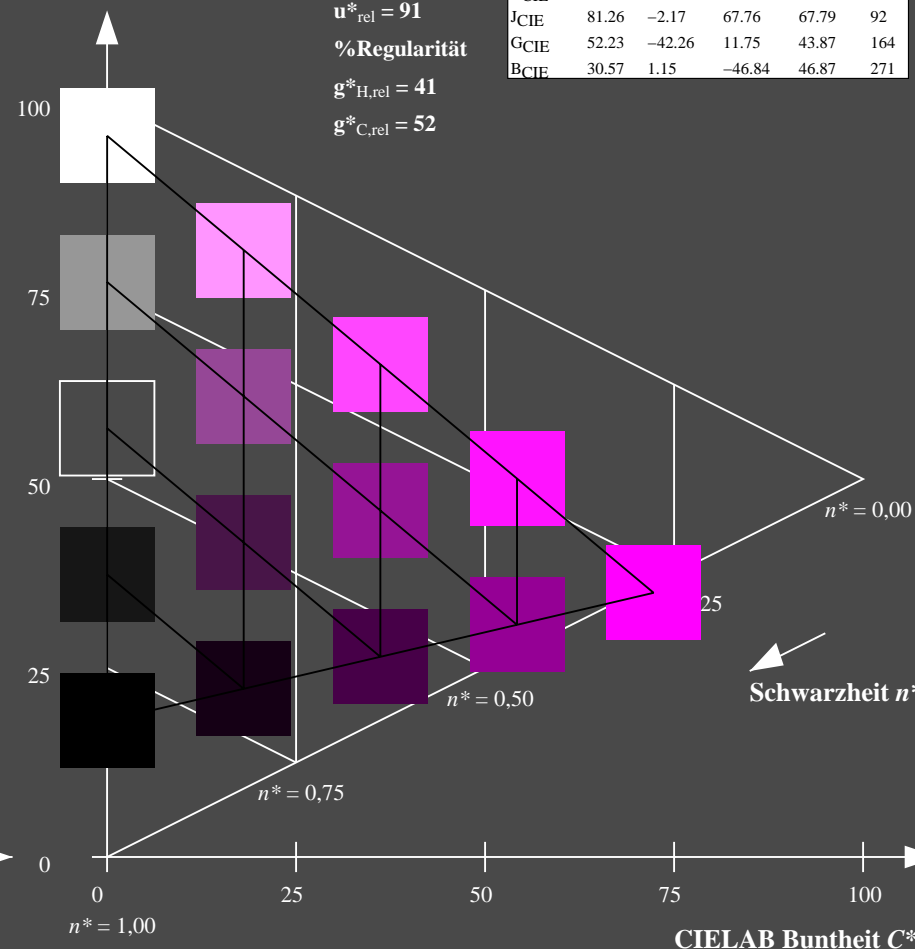 u*rel = 91
%Regularität
g*H,rel = 41
g*C,rel = 52
JCIE 81.26 −2.17 67.76 67.79 92
GCIE 52.23 −42.26 11.75 43.87 164
BCIE 30.57 1.15 −46.84 46.87 271
100
75
50
n* = 0,00
25
25
Schwarzheit n*
n* = 0,50
n* = 0,75
0
0 25 50 75 100
n* = 1,00
CIELAB Buntheit C*